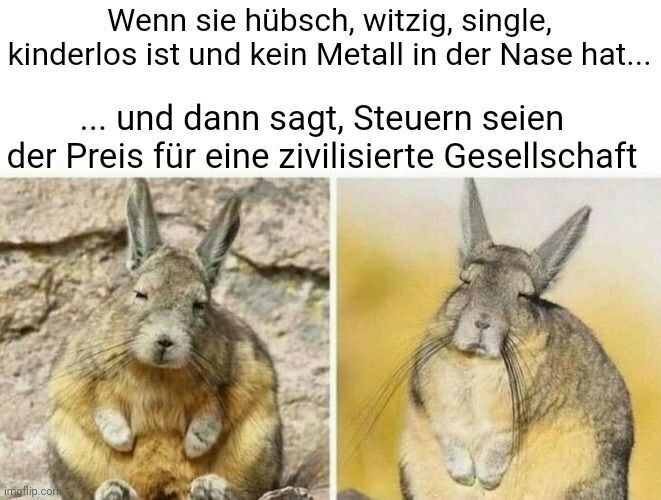 Wenn sie hübsch, witzig, single,
kinderlos ist und kein Metall in der Nase hat...
... und dann sagt, Steuern seien
der Preis für eine zivilisierte Gesellschaft
imgflip.com